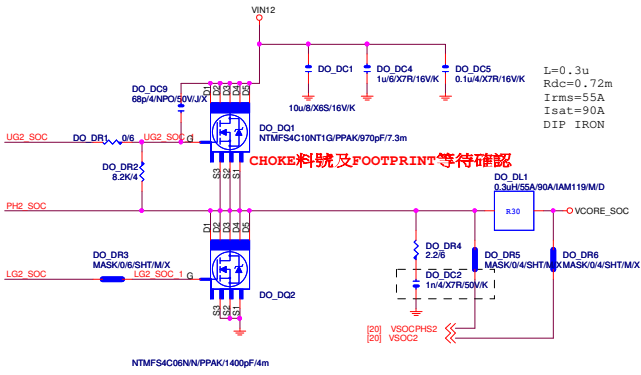 VIN12
DO_DC1
10u/8/X6S/16V/K
DO_DC4
1u/6/X7R/16V/K
DO_DC5
0.1u/4/X7R/16V/K
L=0.3u
Rdc=0.72m
Irms=55A
Isat=90A
DIP IRON
DO_DC9
68p/4/NPO/50V/J/X
D1
D2
D3
D4
D5
UG2_SOC
DO_DR1
0/6
UG2_SOC_1
G
DO_DQ1
NTMFS4C10NT1G/PPAK/970pF/7.3m
DO_DR2
8.2K/4
S3
S2
S1
CHOKE料號及FOOTPRINT等待確認
DO_DL1
0.3uH/55A/90A/IAM119/M/D
R30
VCORE_SOC
PH2_SOC
D1
D2
D3
D4
D5
LG2_SOC
DO_DR3
MASK/0/6/SHT/M/X
LG2_SOC_1
G
DO_DQ2
S3
S2
S1
NTMFS4C06N/N/PPAK/1400pF/4m
DO_DR4
2.2/6
DO_DC2
1n/4/X7R/50V/K
DO_DR5
MASK/0/4/SHT/M/X
DO_DR6
MASK/0/4/SHT/M/X
[20] VSOCPHS2
[20] VSOC2